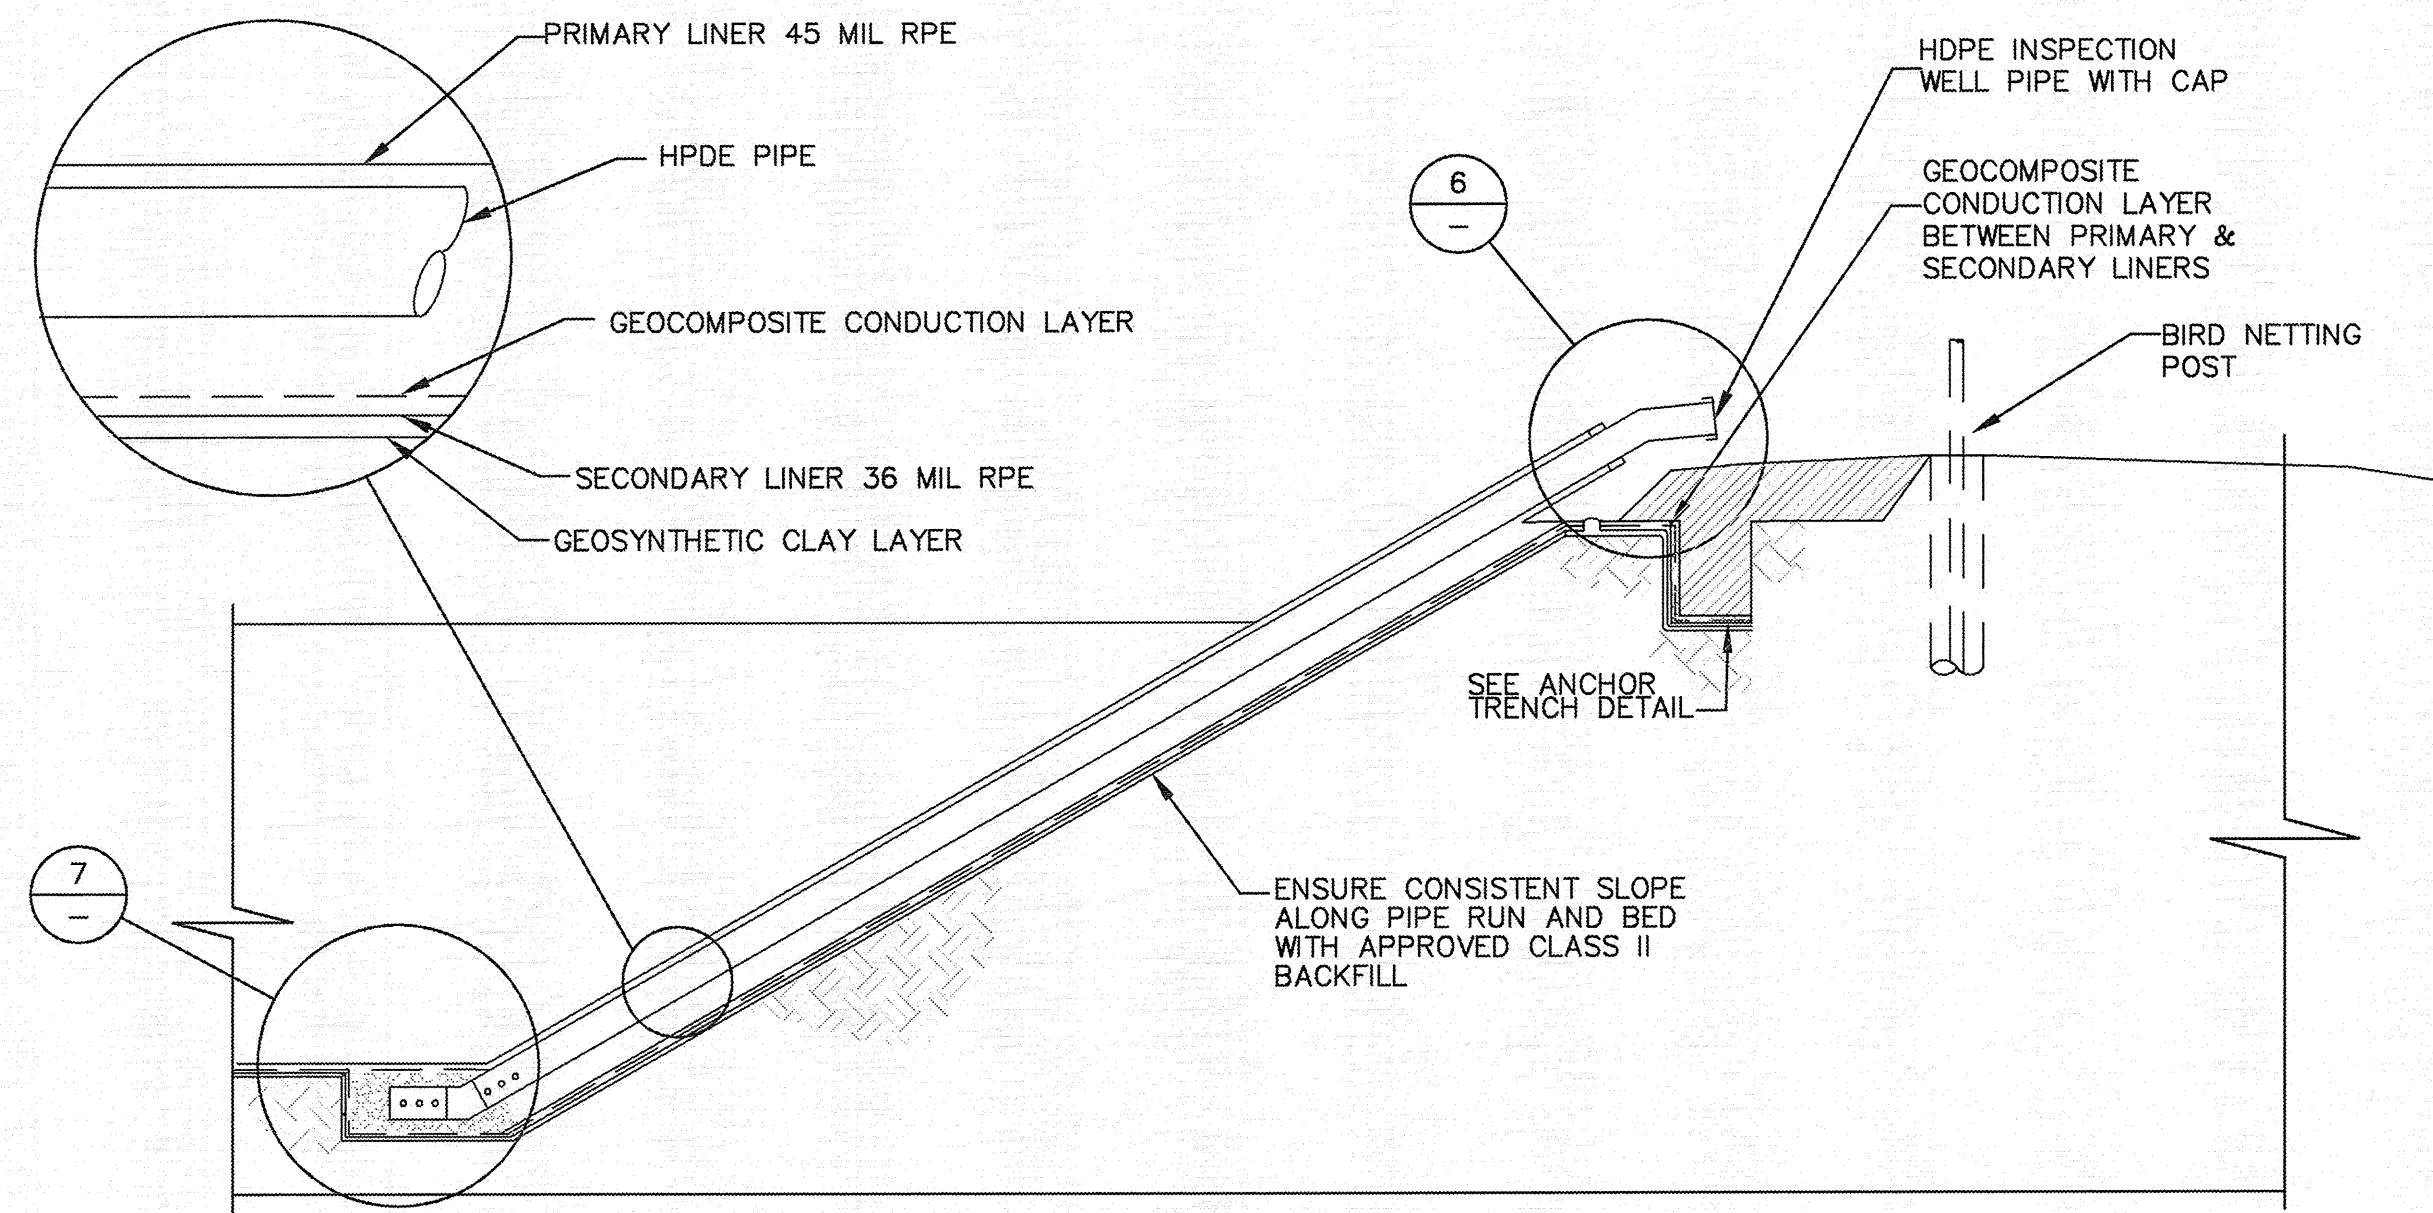 PRIMARY LINER 45 MIL RPE
HPDE PIPE
GEOCOMPOSITE CONDUCTION LAYER
SECONDARY LINER 36 MIL RPE
GEOSYNTHETIC CLAY LAYER
HDPE INSPECTION
WELL PIPE WITH CAP
6
–
GEOCOMPOSITE
CONDUCTION LAYER
BETWEEN PRIMARY &
SECONDARY LINERS
BIRD NETTING
POST
SEE ANCHOR
TRENCH DETAIL
7
–
ENSURE CONSISTENT SLOPE
ALONG PIPE RUN AND BED
WITH APPROVED CLASS II
BACKFILL